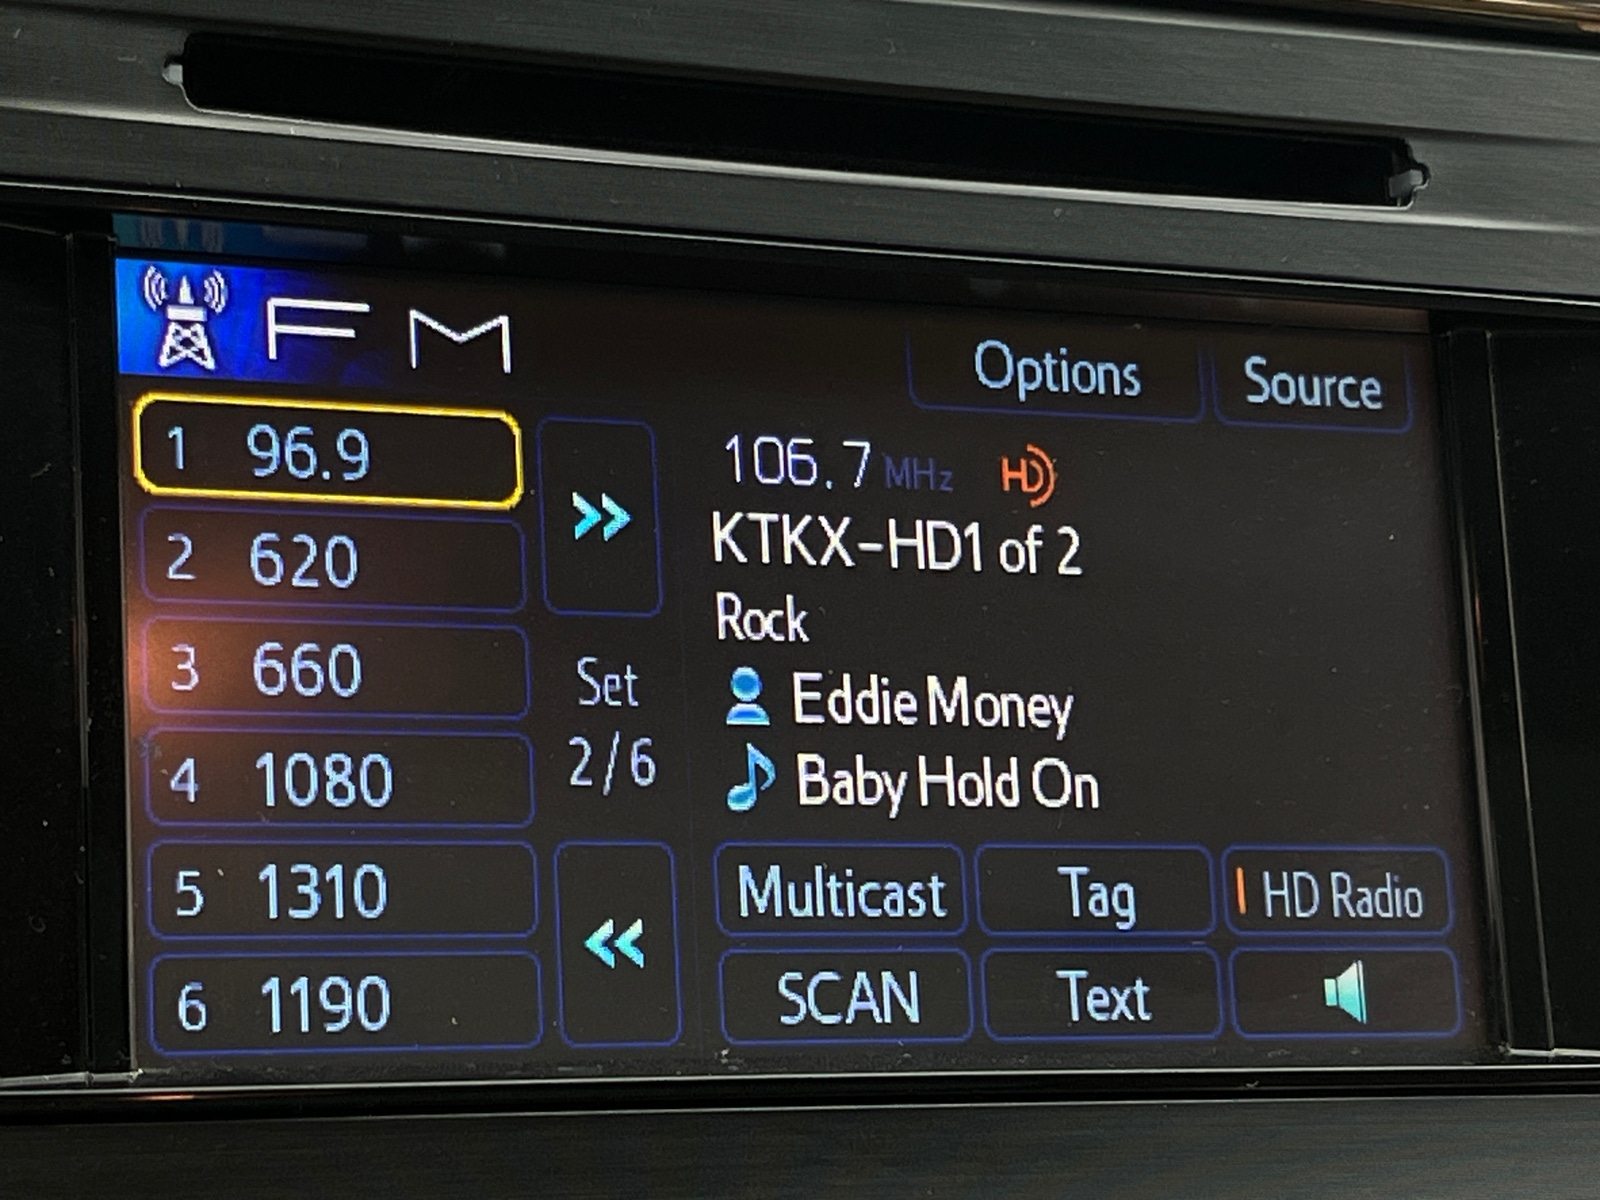 FM
Options Source
1 96.9
2 620
3 660
4 1080
5 1310
6 1190
Set
2/6
106.7 MHz HD
KTKX-HD1 of 2
Rock
Eddie Money
Baby Hold On
Multicast Tag HD Radio
SCAN Text